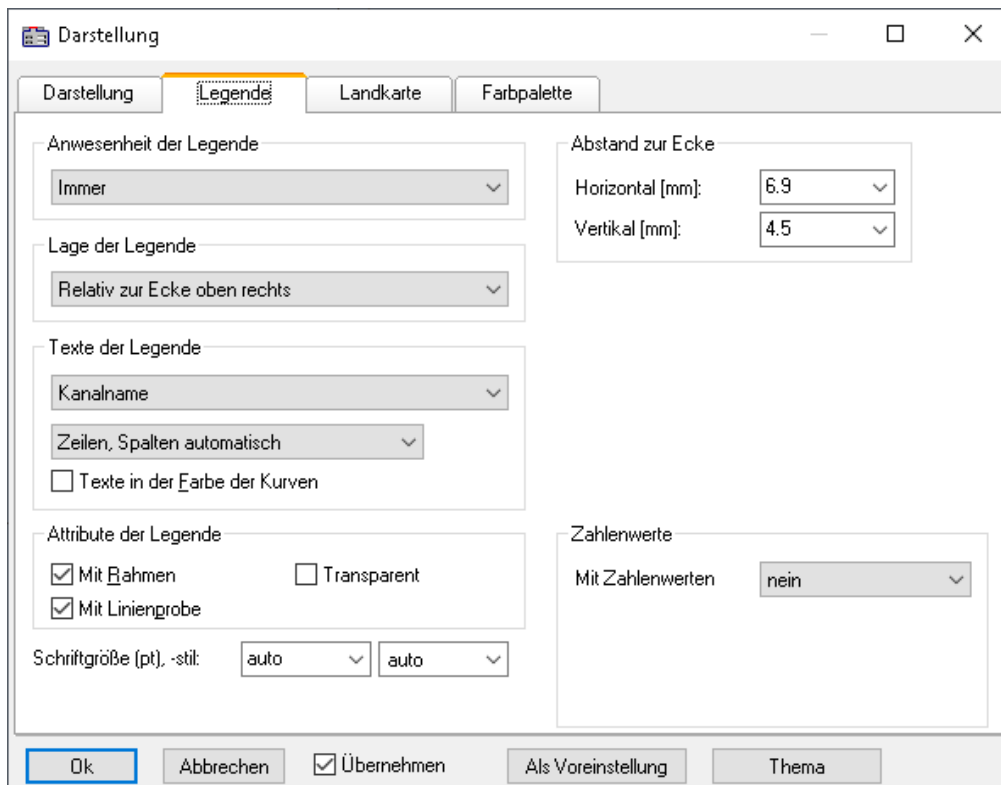 Darstellung
Darstellung Legende Landkarte Farbpalette
Anwesenheit der Legende
Immer
Lage der Legende
Relativ zur Ecke oben rechts
Texte der Legende
Kanalname
Zeilen, Spalten automatisch
Texte in der Farbe der Kurven
Attribute der Legende
Mit Rahmen Transparent
Mit Linienprobe
Schriftgröße (pt), -stil: auto auto
Abstand zur Ecke
Horizontal [mm]: 6.9
Vertikal [mm]: 4.5
Zahlenwerte
Mit Zahlenwerten nein
Ok Abbrechen Übernehmen Als Voreinstellung Thema